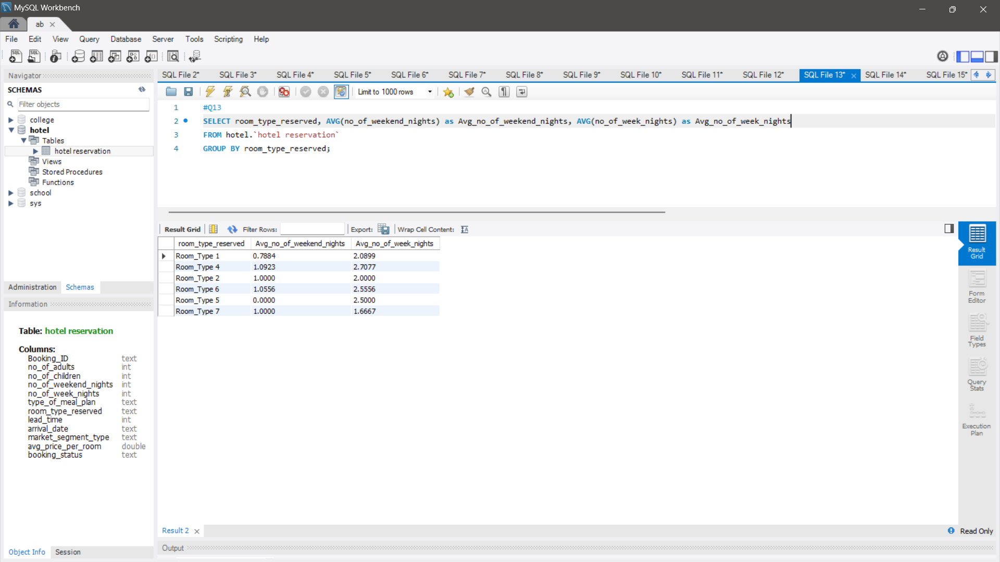 MySQL Workbench
ab
File Edit View Query Database Server Tools Scripting Help
Navigator
SCHEMAS
Filter objects
college
hotel
Tables
hotel reservation
Views
Stored Procedures
Functions
school
sys
Administration Schemas
Information
Table: hotel reservation
Columns:
Booking_ID text
no_of_adults int
no_of_children int
no_of_weekend_nights int
no_of_week_nights int
type_of_meal_plan text
room_type_reserved text
lead_time int
arrival_date text
market_segment_type text
avg_price_per_room double
booking_status text
Object Info Session
SQL File 2* SQL File 3* SQL File 4* SQL File 5* SQL File 6* SQL File 7* SQL File 8* SQL File 9* SQL File 10* SQL File 11* SQL File 12* SQL File 13* SQL File 14* SQL File 15*
Limit to 1000 rows
1 #Q13
2 SELECT room_type_reserved, AVG(no_of_weekend_nights) as Avg_no_of_weekend_nights, AVG(no_of_week_nights) as Avg_no_of_week_nights
3 FROM hotel.`hotel reservation`
4 GROUP BY room_type_reserved;
Result Grid Filter Rows: Export: Wrap Cell Content:
room_type_reserved Avg_no_of_weekend_nights Avg_no_of_week_nights
Room_Type 1 0.7884 2.0899
Room_Type 4 1.0923 2.7077
Room_Type 2 1.0000 2.0000
Room_Type 6 1.0556 2.5556
Room_Type 5 0.0000 2.5000
Room_Type 7 1.0000 1.6667
Result
Grid
Form
Editor
Field
Types
Query
Stats
Execution
Plan
Result 2
Read Only
Output